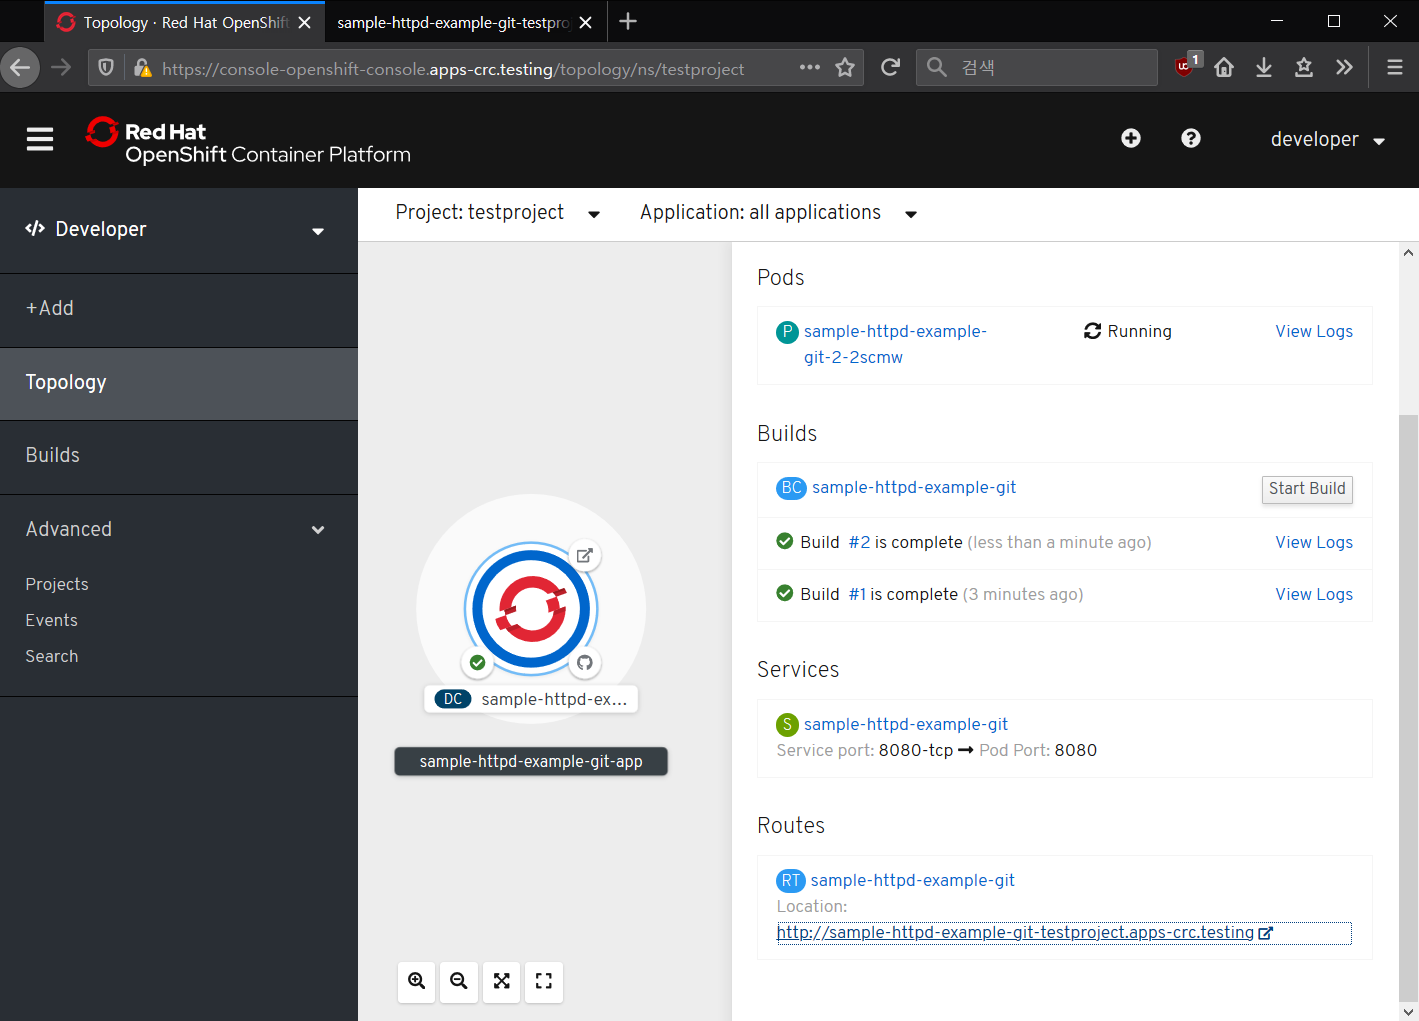 Topology · Red Hat OpenShift
sample-httpd-example-git-testproj
https://console-openshift-console.apps-crc.testing/topology/ns/testproject
검색
1
Red Hat
OpenShift Container Platform
developer
</> Developer
Project: testproject
Application: all applications
+Add
Topology
Builds
Advanced
Projects
Events
Search
DC sample-httpd-ex...
sample-httpd-example-git-app
Pods
P sample-httpd-example-
git-2-2scmw
Running
View Logs
Builds
BC sample-httpd-example-git
Start Build
Build #2 is complete (less than a minute ago)
View Logs
Build #1 is complete (3 minutes ago)
View Logs
Services
S sample-httpd-example-git
Service port: 8080-tcp → Pod Port: 8080
Routes
RT sample-httpd-example-git
Location:
http://sample-httpd-example-git-testproject.apps-crc.testing